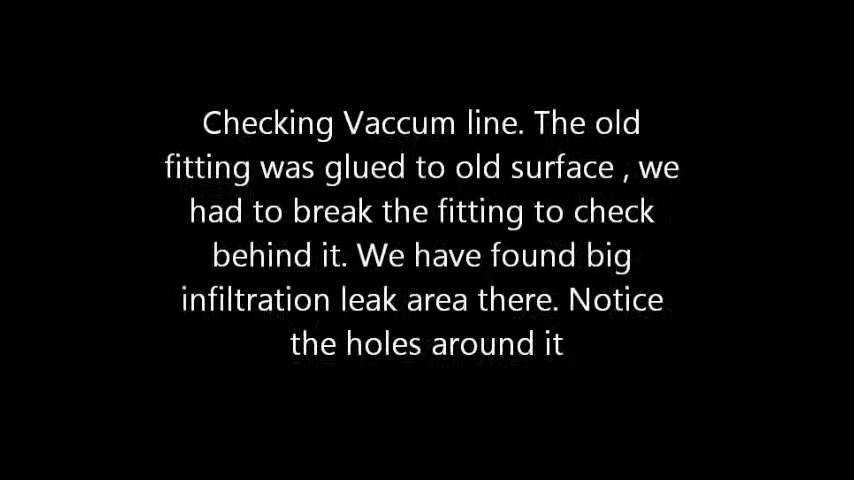 Checking Vaccum line. The old
fitting was glued to old surface , we
had to break the fitting to check
behind it. We have found big
infiltration leak area there. Notice
the holes around it